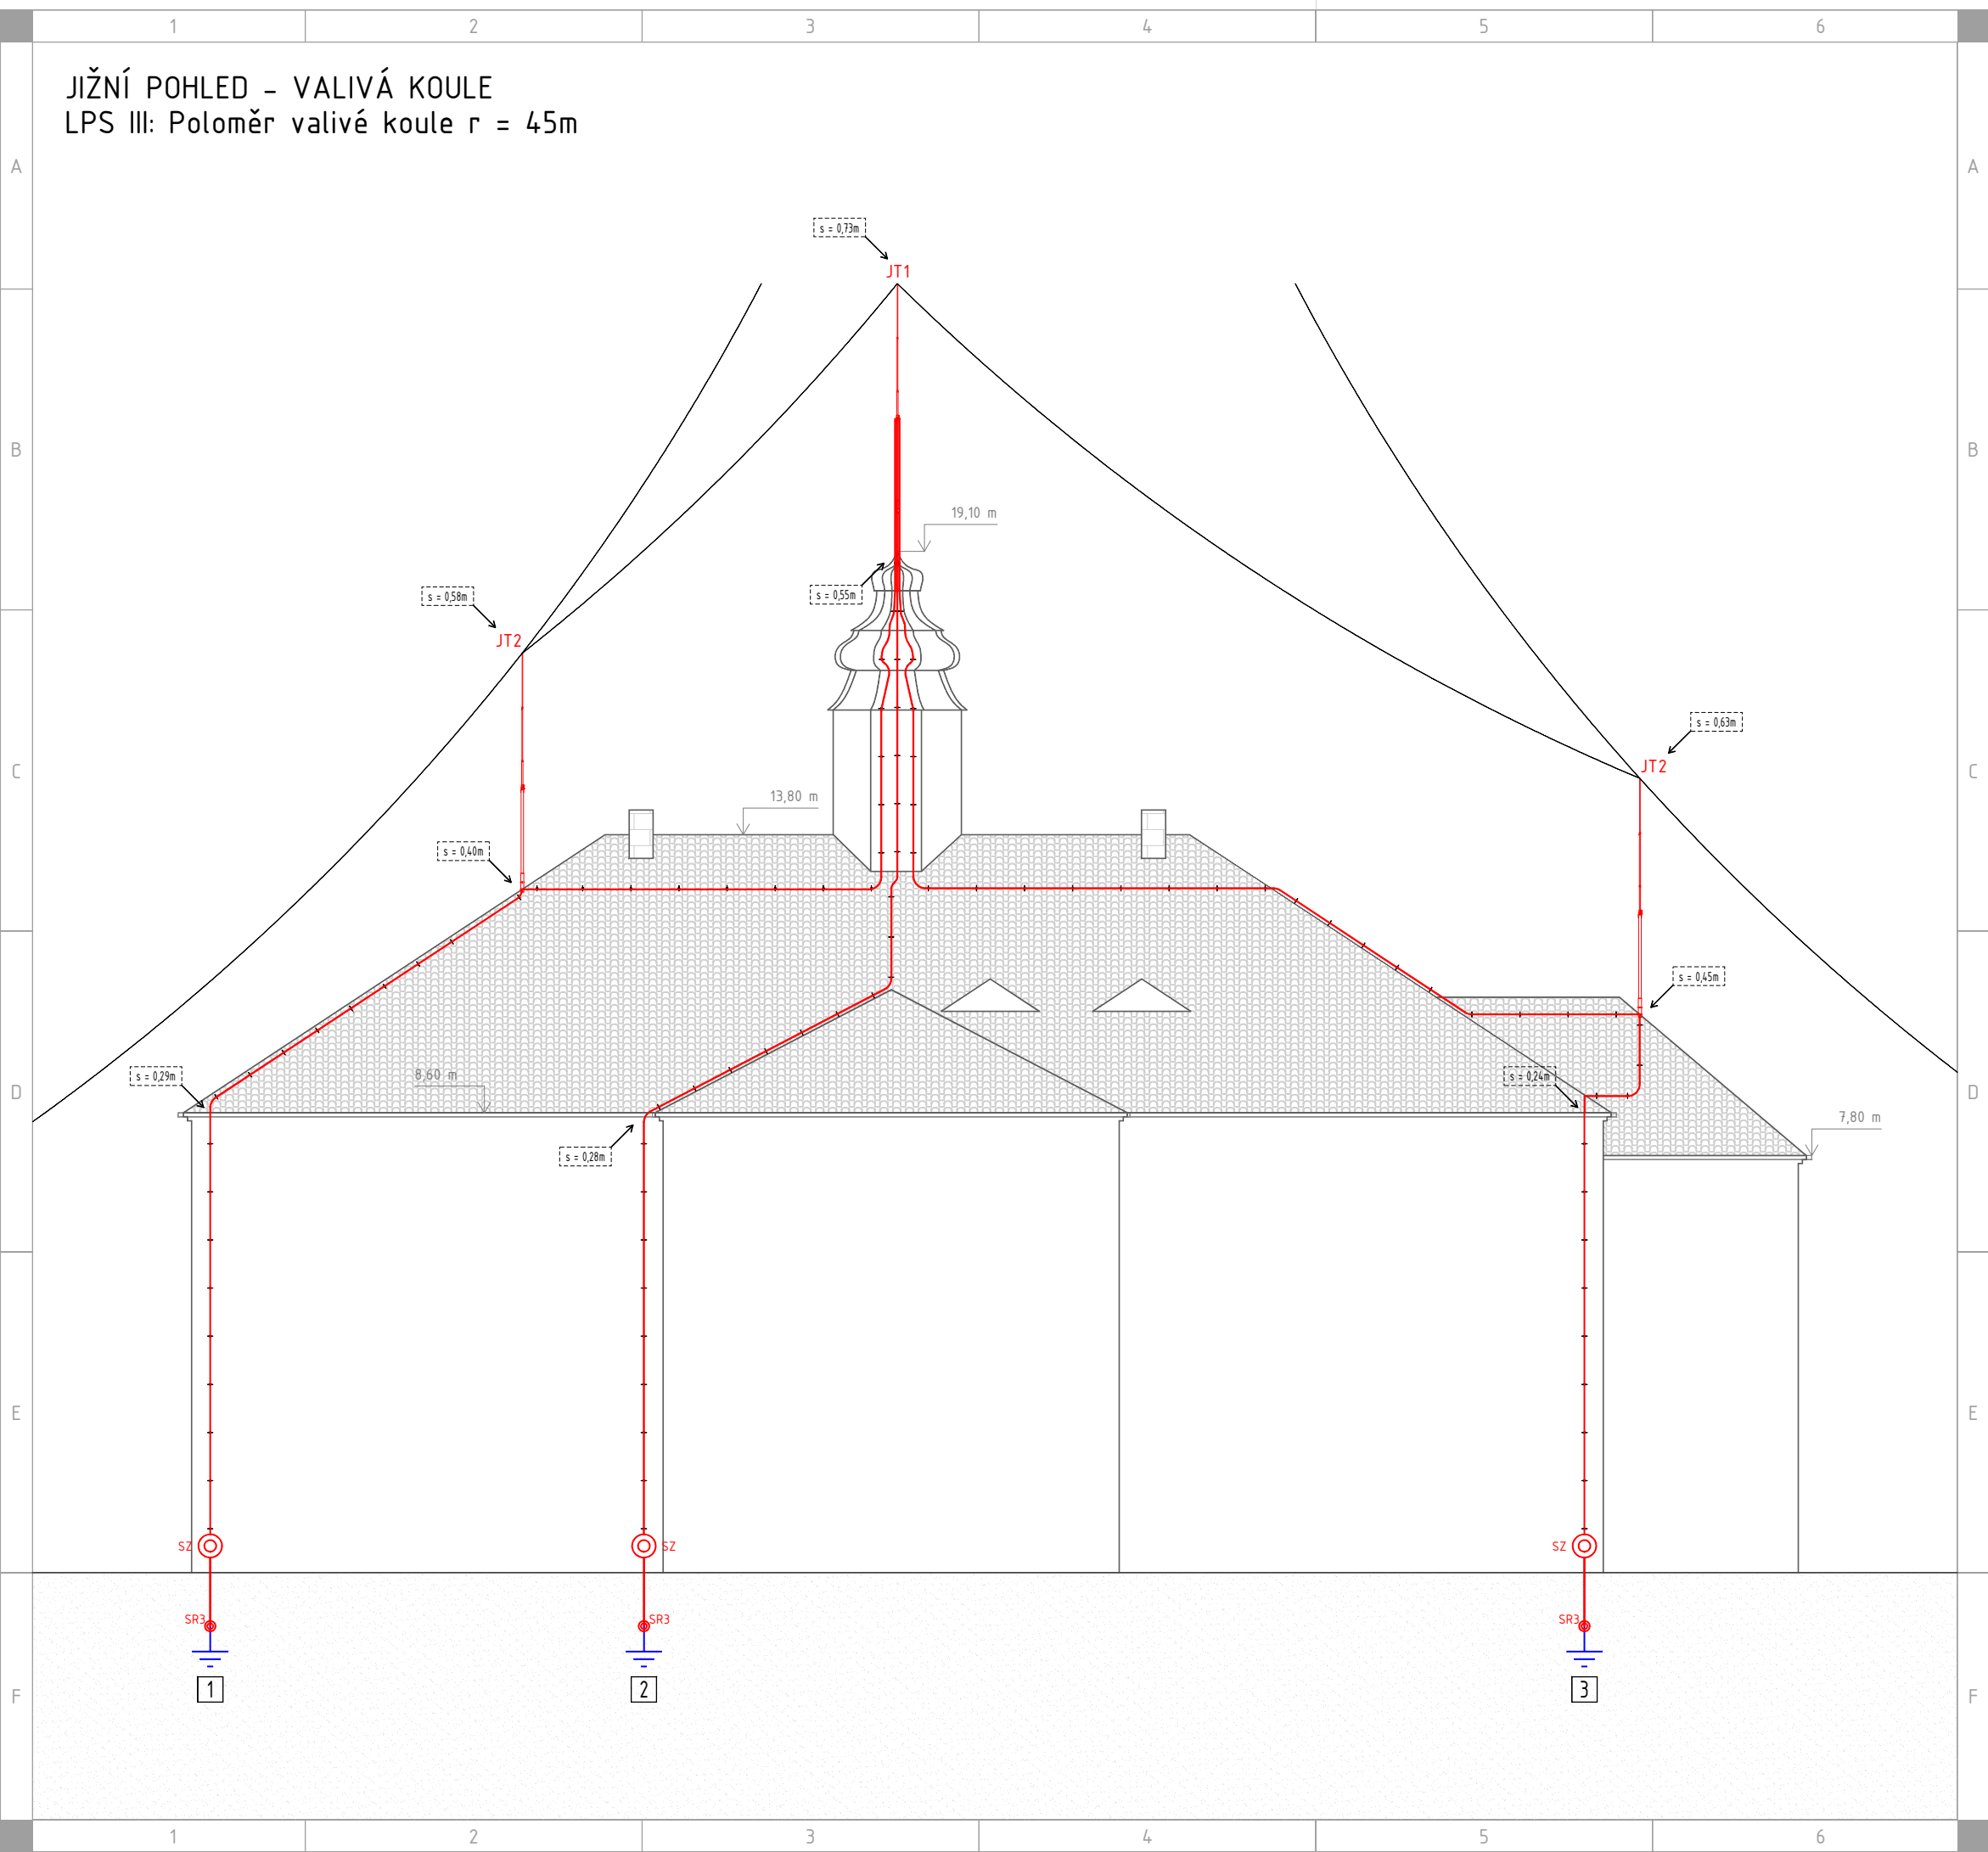 1 2 3 4 5 6
JIŽNÍ POHLED - VALIVÁ KOULE
LPS III: Poloměr valivé koule r = 45m
A A
s = 0,73m
JT1
B B
19,10 m
s = 0,58m
s = 0,55m
JT2
s = 0,63m
JT2
C C
13,80 m
s = 0,40m
s = 0,45m
s = 0,29m
8,60 m
s = 0,24m
D D
7,80 m
s = 0,28m
E E
SZ SZ SZ
SR3 SR3 SR3
1 2 3
F F
1 2 3 4 5 6